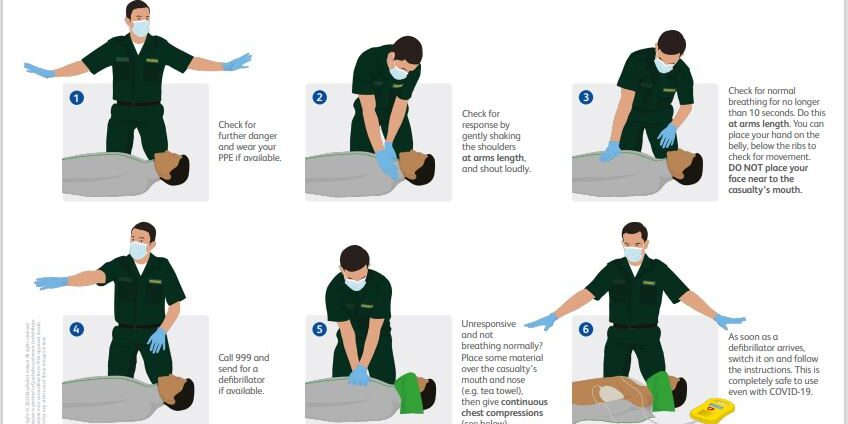 1
Check for
further danger
and wear your
PPE if available.
2
Check for
response by
gently shaking
the shoulders
at arms length,
and shout loudly.
3
Check for normal
breathing for no longer
than 10 seconds. Do this
at arms length. You can
place your hand on the
belly, below the ribs to
check for movement.
DO NOT place your
face near to the
casualty's mouth.
4
Call 999 and
send for a
defibrillator
if available.
5
Unresponsive
and not
breathing normally?
Place some material
over the casualty's
mouth and nose
(e.g. tea towel),
then give continuous
chest compressions
(see below)
6
As soon as a
defibrillator arrives,
switch it on and follow
the instructions. This is
completely safe to use
even with COVID-19.